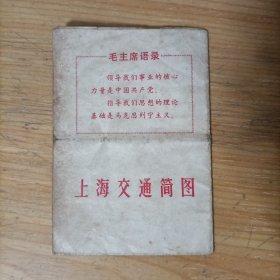 毛主席语录
领导我们事业的核心
力量是中国共产党。
指导我们思想的理论
基础是马克思列宁主义。
上海交通简图